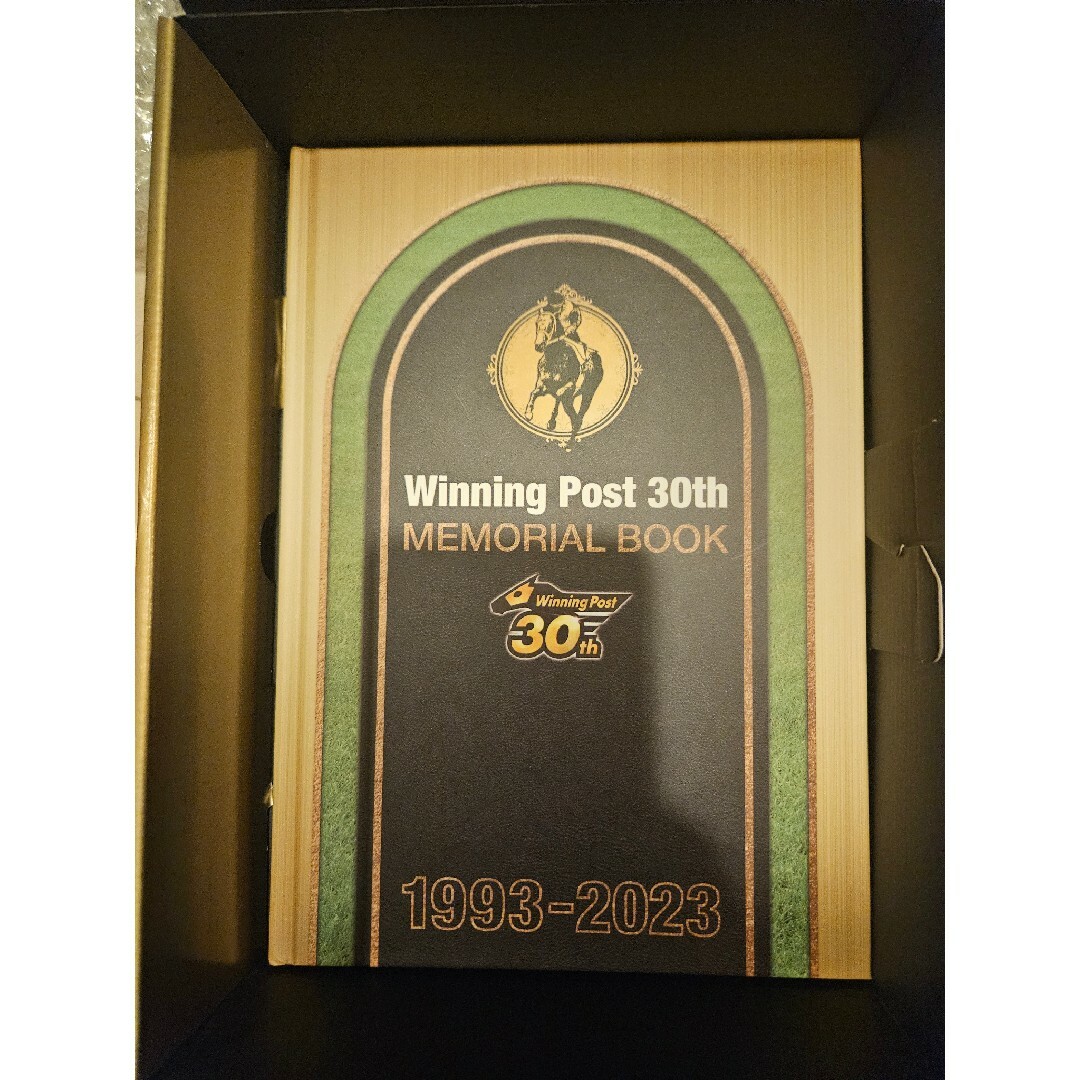 Winning Post 30th
MEMORIAL BOOK
Winning Post
30th
1993-2023